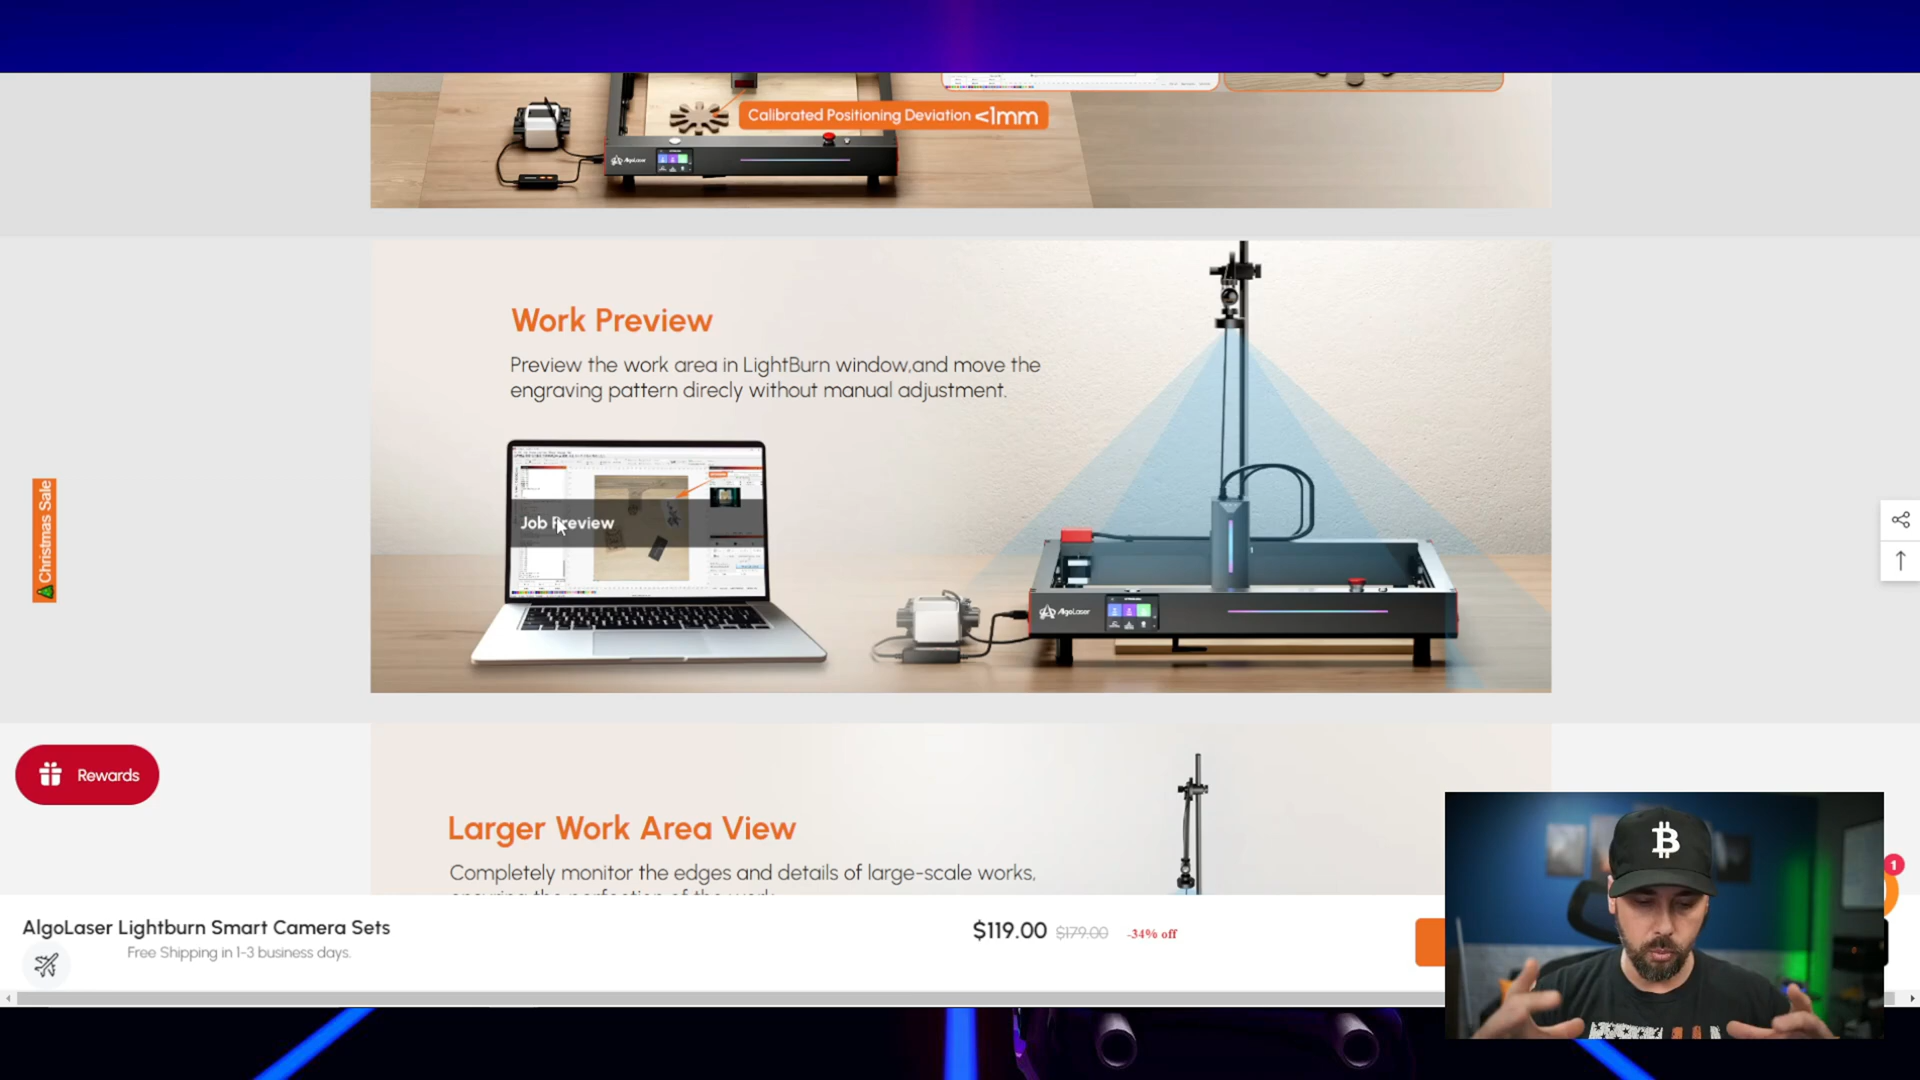 Calibrated Positioning Deviation <1mm
AlgoLaser
Work Preview
Preview the work area in LightBurn window,and move the
engraving pattern direcly without manual adjustment.
Job Preview
AlgoLaser
Christmas Sale
Rewards
Larger Work Area View
Completely monitor the edges and details of large-scale works,
AlgoLaser Lightburn Smart Camera Sets
$119.00 $179.00 -34% off
Free Shipping in 1-3 business days.
1